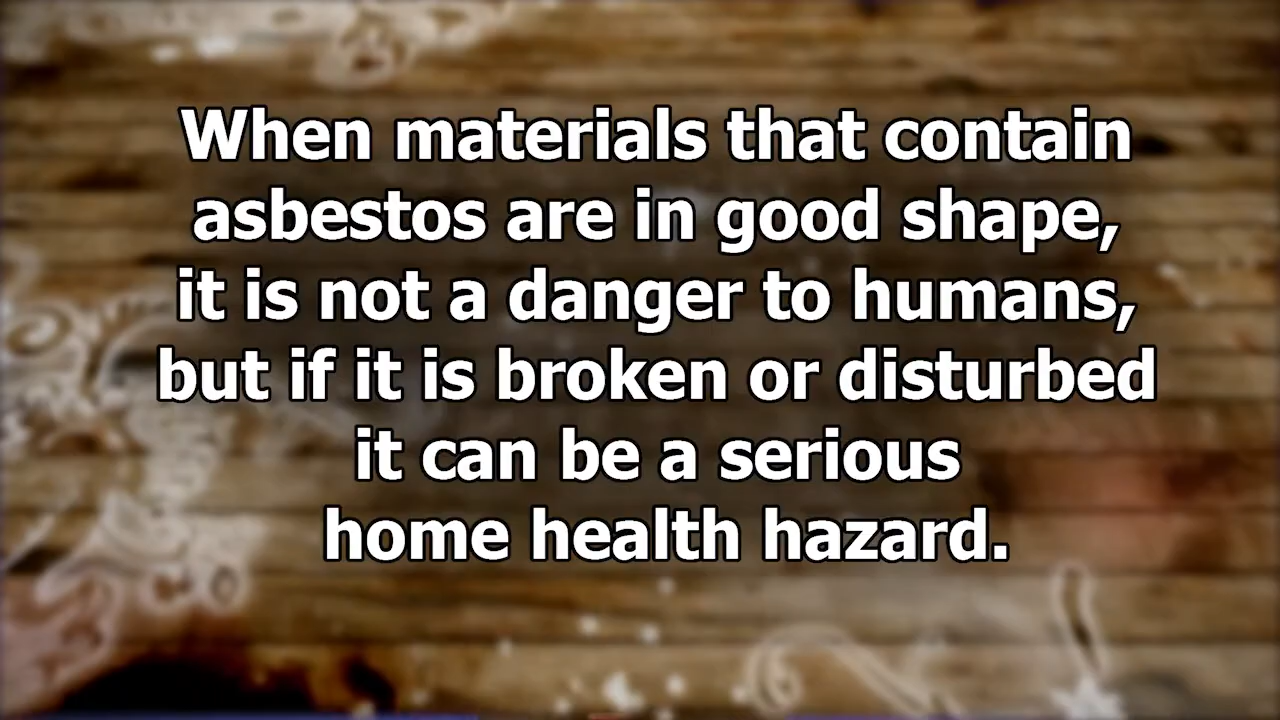 When materials that contain
asbestos are in good shape,
it is not a danger to humans,
but if it is broken or disturbed
it can be a serious
home health hazard.